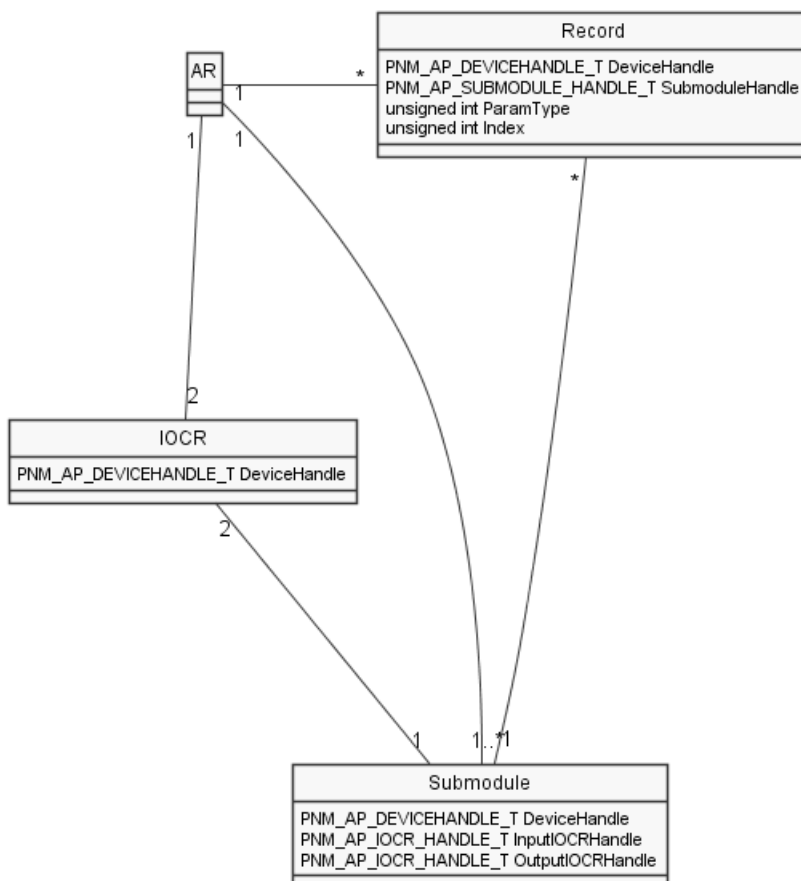 Record
AR
PNM_AP_DEVICEHANDLE_T DeviceHandle
PNM_AP_SUBMODULE_HANDLE_T SubmoduleHandle
unsigned int ParamType
unsigned int Index
1
*
1
1
*
2
IOCR
PNM_AP_DEVICEHANDLE_T DeviceHandle
2
1
1..*
1
Submodule
PNM_AP_DEVICEHANDLE_T DeviceHandle
PNM_AP_IOCR_HANDLE_T InputIOCRHandle
PNM_AP_IOCR_HANDLE_T OutputIOCRHandle